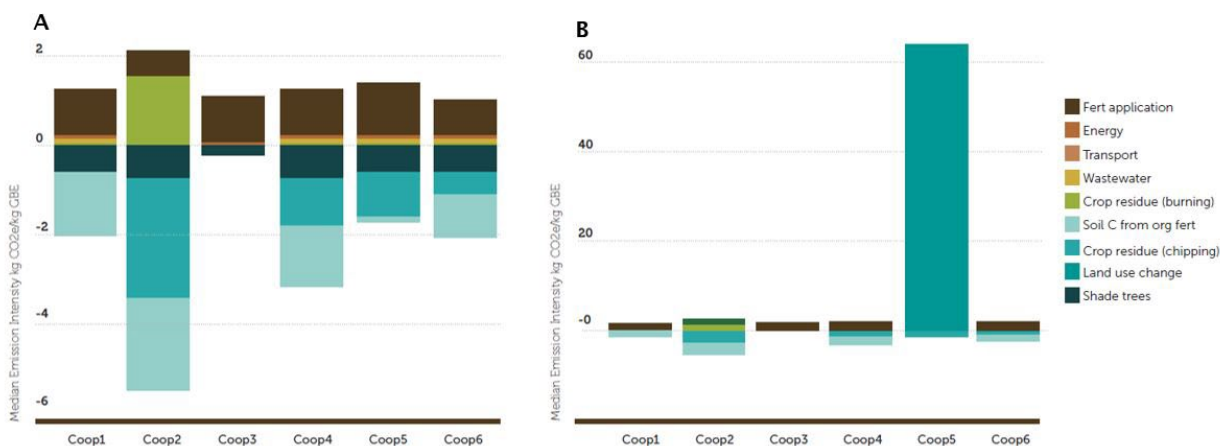 A
2
0
-2
-4
-6
Median Emission Intensity kg CO2e/kg GBE
Coop1 Coop2 Coop3 Coop4 Coop5 Coop6
B
60
40
20
-0
Median Emission Intensity kg CO2e/kg GBE
Coop1 Coop2 Coop3 Coop4 Coop5 Coop6
Fert application
Energy
Transport
Wastewater
Crop residue (burning)
Soil C from org fert
Crop residue (chipping)
Land use change
Shade trees